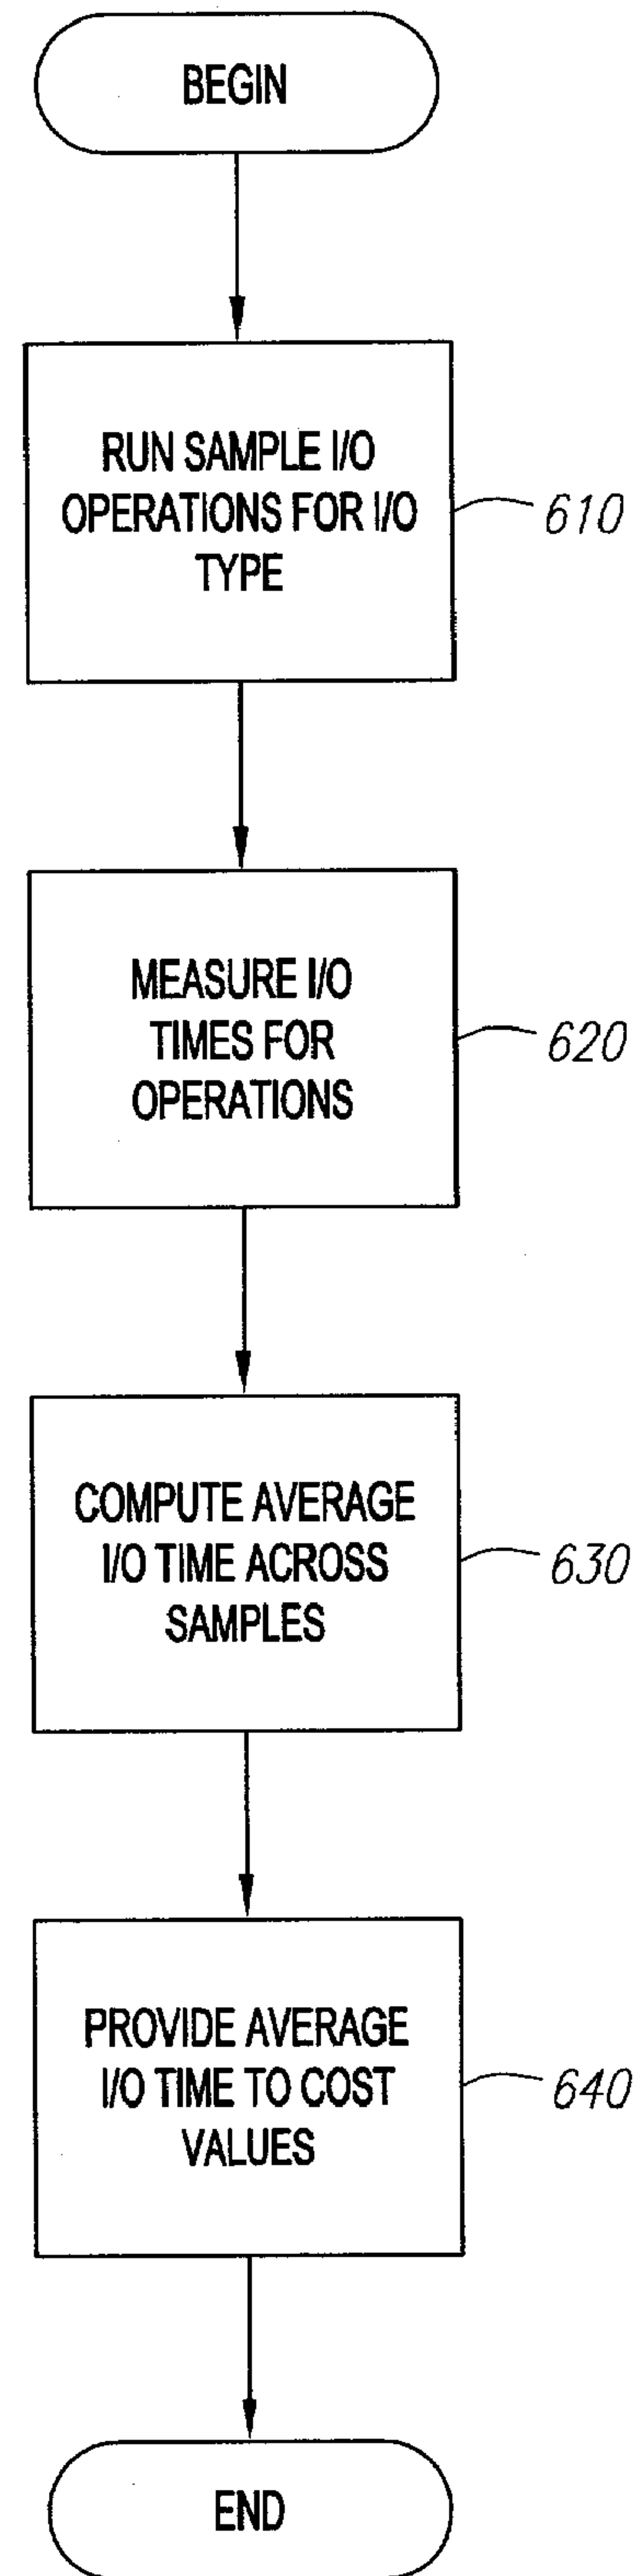 BEGIN
RUN SAMPLE I/O
OPERATIONS FOR I/O
TYPE
610
MEASURE I/O
TIMES FOR
OPERATIONS
620
COMPUTE AVERAGE
I/O TIME ACROSS
SAMPLES
630
PROVIDE AVERAGE
I/O TIME TO COST
VALUES
640
END